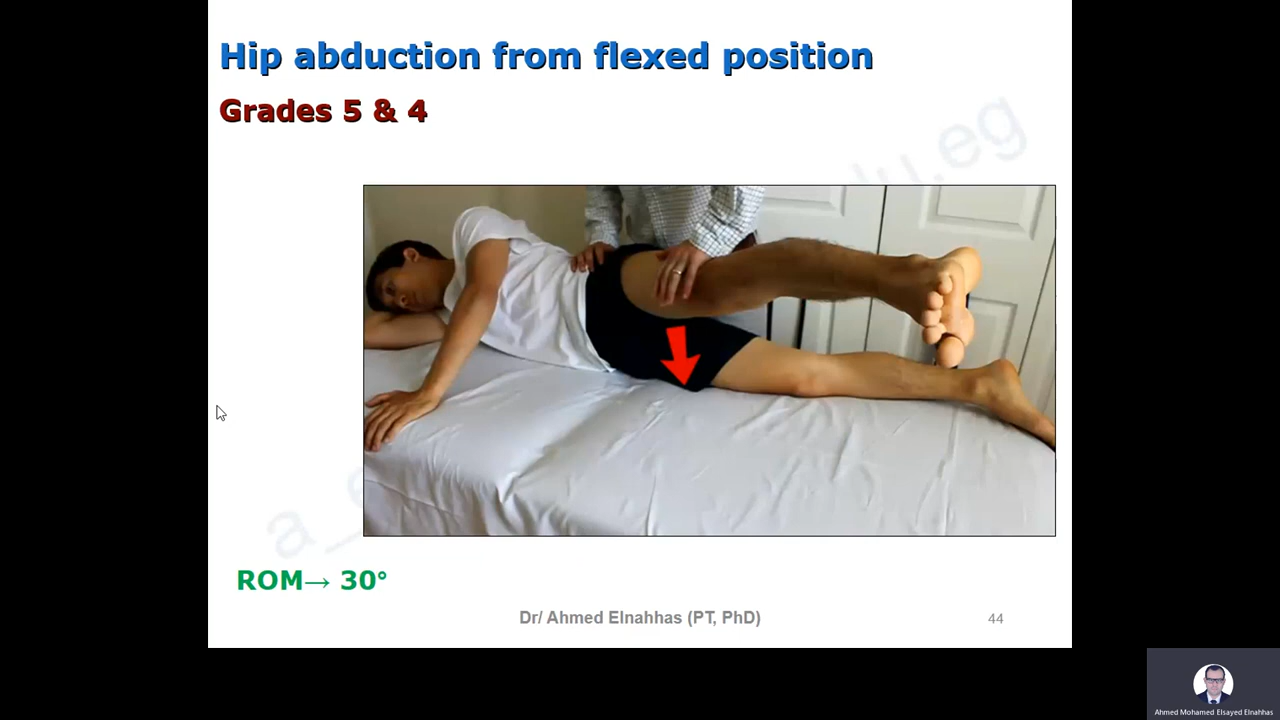 Hip abduction from flexed position
Grades 5 & 4
ROM→ 30°
Dr/ Ahmed Elnahhas (PT, PhD)
44
Ahmed Mohamed Elsayed Elnahhas